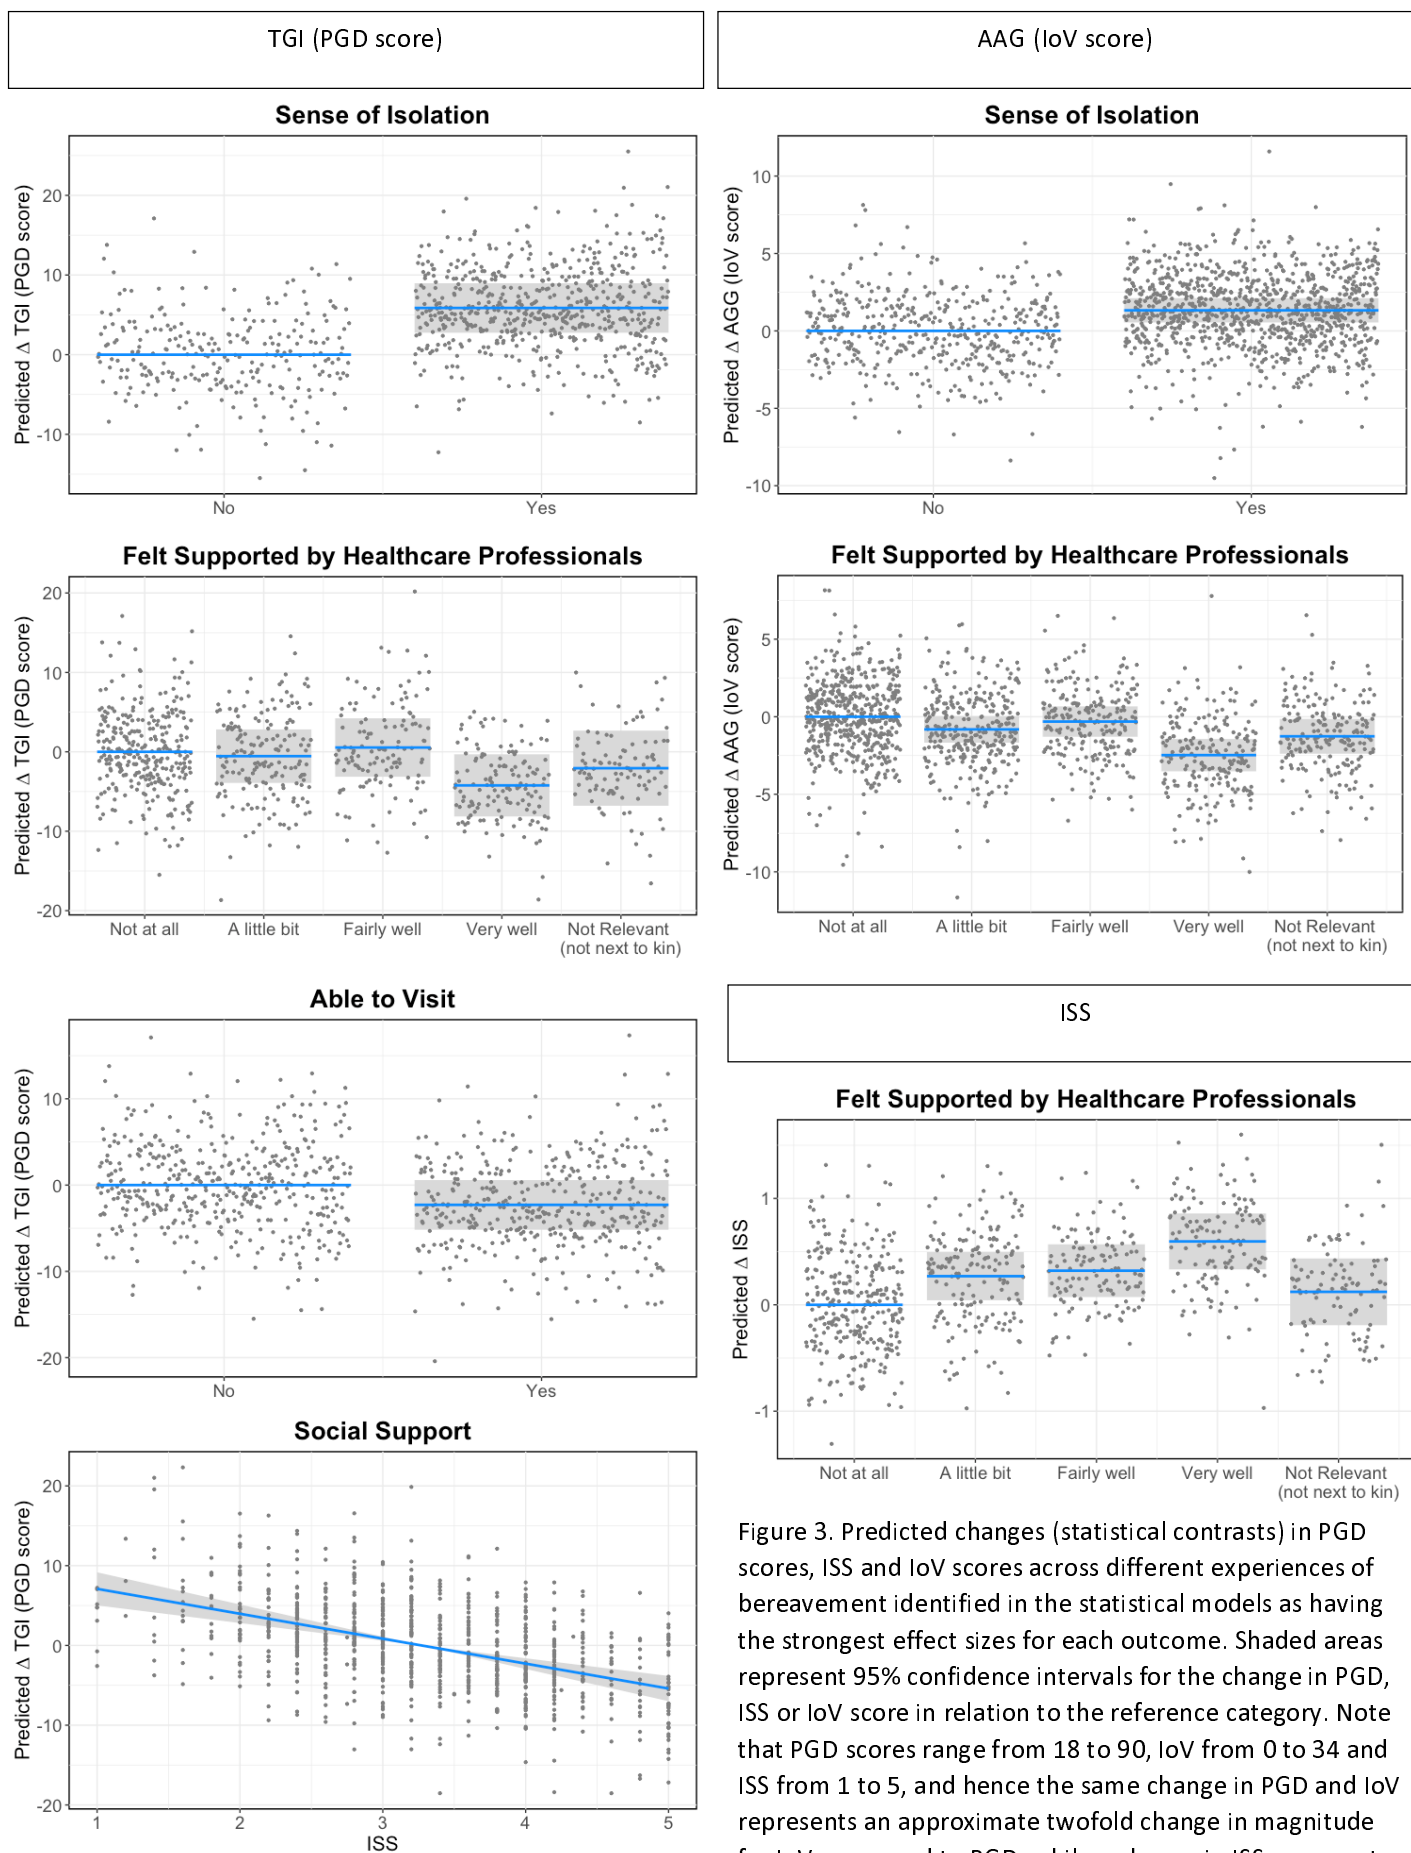 TGI (PGD score)
AAG (IoV score)
Sense of Isolation
Predicted Δ TGI (PGD score)
20
10
0
-10
No
Yes
Sense of Isolation
Predicted Δ AGG (IoV score)
10
5
0
-5
-10
No
Yes
Felt Supported by Healthcare Professionals
Predicted Δ TGI (PGD score)
20
10
0
-10
-20
Not at all
A little bit
Fairly well
Very well
Not Relevant
(not next to kin)
Felt Supported by Healthcare Professionals
Predicted Δ AAG (IoV score)
5
0
-5
-10
Not at all
A little bit
Fairly well
Very well
Not Relevant
(not next to kin)
Able to Visit
Predicted Δ TGI (PGD score)
10
0
-10
-20
No
Yes
ISS
Felt Supported by Healthcare Professionals
Predicted Δ ISS
1
0
-1
Not at all
A little bit
Fairly well
Very well
Not Relevant
(not next to kin)
Social Support
Predicted Δ TGI (PGD score)
20
10
0
-10
-20
1
2
3
4
5
ISS
Figure 3. Predicted changes (statistical contrasts) in PGD
scores, ISS and IoV scores across different experiences of
bereavement identified in the statistical models as having
the strongest effect sizes for each outcome. Shaded areas
represent 95% confidence intervals for the change in PGD,
ISS or IoV score in relation to the reference category. Note
that PGD scores range from 18 to 90, IoV from 0 to 34 and
ISS from 1 to 5, and hence the same change in PGD and IoV
represents an approximate twofold change in magnitude